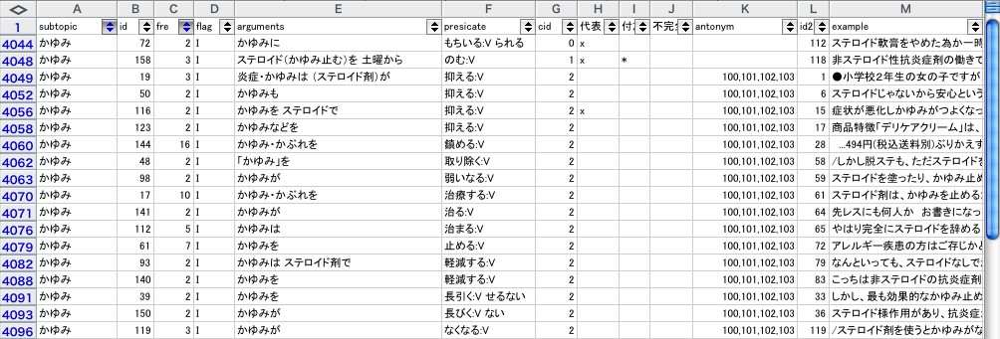 A B C D E F G H I J K L M
1 subtopic id fre flag arguments presicate cid 代表 付 不完 antonym id2 example
4044 かゆみ 72 2 I かゆみに もちいる:V られる 0 x 112 ステロイド軟膏をやめた為か一時
4048 かゆみ 158 3 I ステロイド(かゆみ止む)を 土曜から のむ:V 1 x * 118 非ステロイド性抗炎症剤の働きで
4049 かゆみ 19 3 I 炎症・かゆみは (ステロイド剤)が 抑える:V 2 100,101,102,103 1 ●小学校2年生の女の子ですが
4052 かゆみ 50 2 I かゆみも 抑える:V 2 100,101,102,103 6 ステロイドじゃないから安心という
4056 かゆみ 116 2 I かゆみを ステロイドで 抑える:V 2 x 100,101,102,103 15 症状が悪化しかゆみがつよくなっ
4058 かゆみ 123 2 I かゆみなどを 抑える:V 2 100,101,102,103 17 商品特徴「デリケアクリーム」は、
4060 かゆみ 144 16 I かゆみ・かぶれを 鎮める:V 2 100,101,102,103 28 ...494円(税込送料別)ぶりかえす
4062 かゆみ 48 2 I 「かゆみ」を 取り除く:V 2 100,101,102,103 58 /しかし脱ステも、ただステロイドを
4063 かゆみ 98 2 I かゆみが 弱いなる:V 2 100,101,102,103 59 ステロイドを塗ったり、かゆみ止め
4070 かゆみ 17 10 I かゆみ・かぶれを 治療する:V 2 100,101,102,103 61 ステロイド剤は、かゆみを止める
4071 かゆみ 141 2 I かゆみが 治る:V 2 100,101,102,103 64 先レスにも何人か お書きになっ
4076 かゆみ 112 5 I かゆみは 治まる:V 2 100,101,102,103 65 やはり完全にステロイドを辞める
4079 かゆみ 61 7 I かゆみを 止める:V 2 100,101,102,103 72 アレルギー疾患の方はご存じかと
4082 かゆみ 93 2 I かゆみは ステロイド剤で 軽減する:V 2 100,101,102,103 79 なんといっても、ステロイドなしで
4088 かゆみ 140 2 I かゆみを 軽減する:V 2 100,101,102,103 83 こっちは非ステロイドの抗炎症剤
4091 かゆみ 39 2 I かゆみを 長引く:V せるない 2 100,101,102,103 33 しかし、最も効果的なかゆみ止め
4093 かゆみ 150 2 I かゆみが 長びく:V ない 2 100,101,102,103 36 ステロイド様作用があり、抗炎症
4096 かゆみ 119 3 I かゆみが なくなる:V 2 100,101,102,103 119 /ステロイド剤を使うとかゆみがな